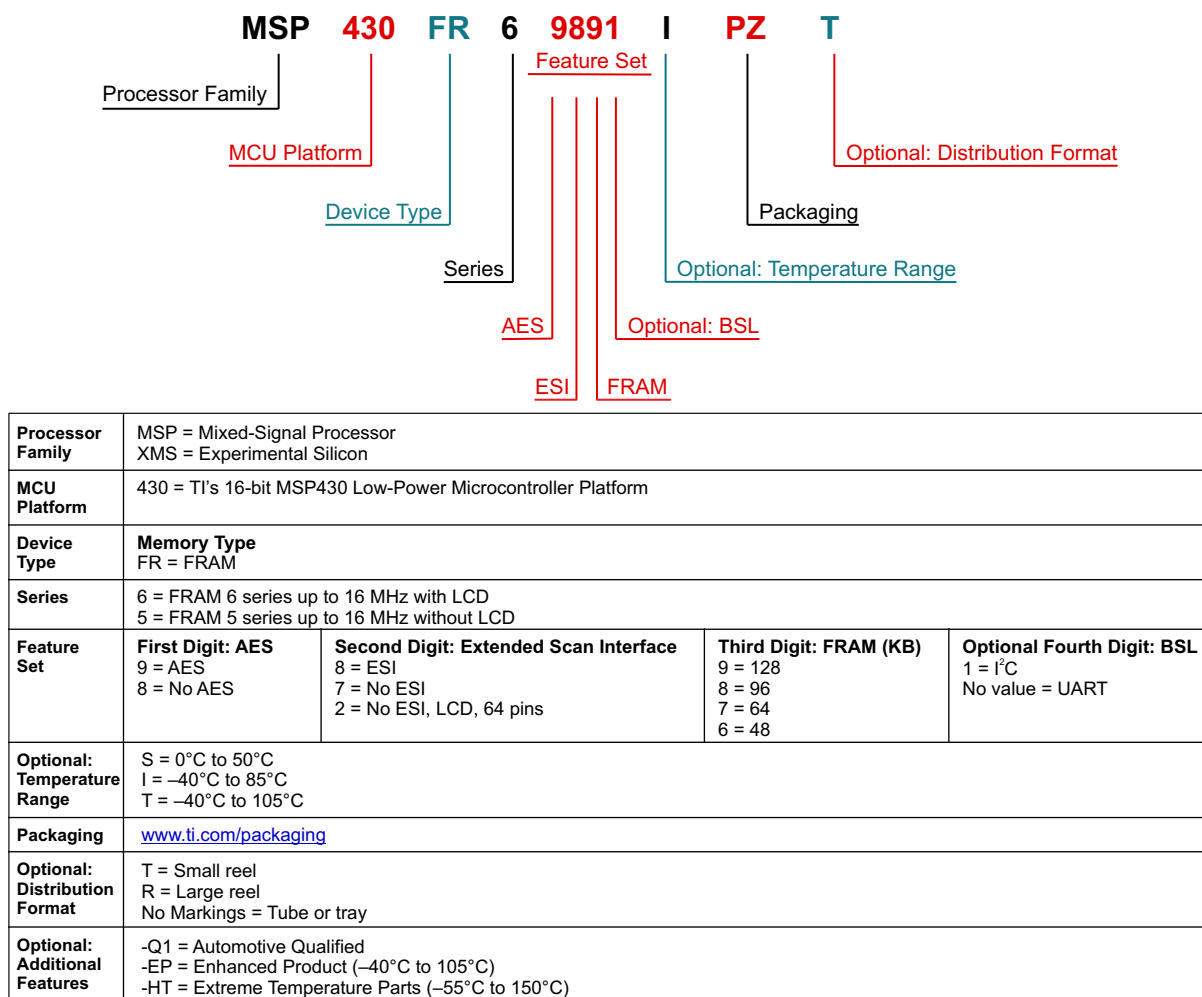 MSP 430 FR 6 9891 I PZ T
Feature Set
Processor Family
MCU Platform
Optional: Distribution Format
Device Type
Packaging
Series
Optional: Temperature Range
AES
Optional: BSL
ESI
FRAM
Processor Family
MSP = Mixed-Signal Processor
XMS = Experimental Silicon
MCU Platform
430 = TI's 16-bit MSP430 Low-Power Microcontroller Platform
Device Type
Memory Type
FR = FRAM
Series
6 = FRAM 6 series up to 16 MHz with LCD
5 = FRAM 5 series up to 16 MHz without LCD
Feature Set
First Digit: AES
9 = AES
8 = No AES
Second Digit: Extended Scan Interface
8 = ESI
7 = No ESI
2 = No ESI, LCD, 64 pins
Third Digit: FRAM (KB)
9 = 128
8 = 96
7 = 64
6 = 48
Optional Fourth Digit: BSL
1 = I²C
No value = UART
Optional: Temperature Range
S = 0°C to 50°C
I = –40°C to 85°C
T = –40°C to 105°C
Packaging
www.ti.com/packaging
Optional: Distribution Format
T = Small reel
R = Large reel
No Markings = Tube or tray
Optional: Additional Features
-Q1 = Automotive Qualified
-EP = Enhanced Product (–40°C to 105°C)
-HT = Extreme Temperature Parts (–55°C to 150°C)